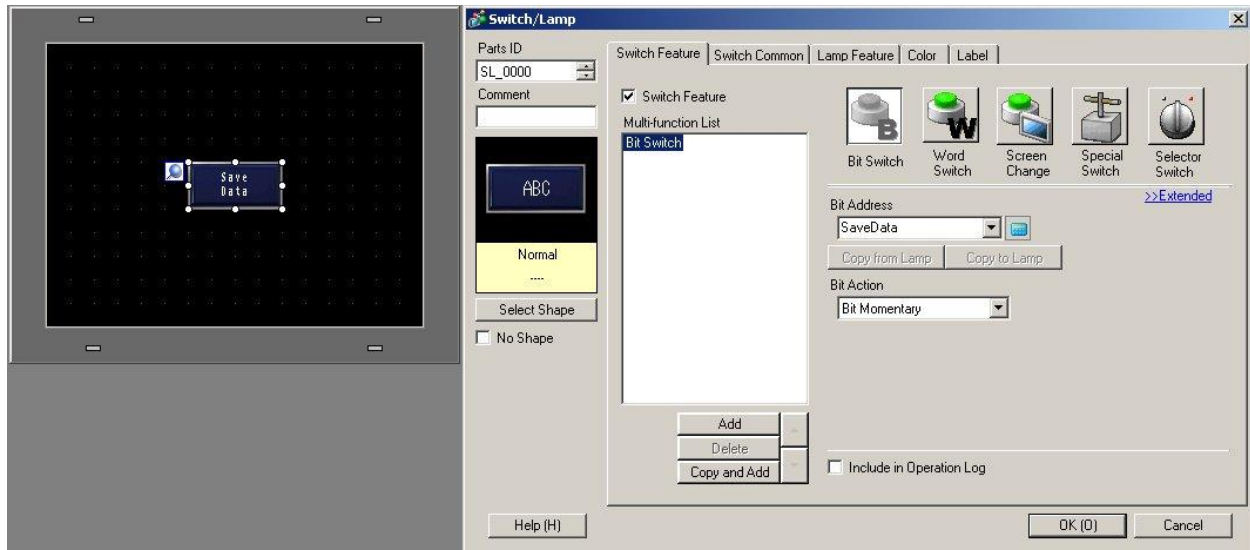 Save
Data
Switch/Lamp
Parts ID
SL_0000
Comment
ABC
Normal
----
Select Shape
No Shape
Help (H)
Switch Feature
Switch Common
Lamp Feature
Color
Label
Switch Feature
Multi-function List
Bit Switch
Add
Delete
Copy and Add
B
Bit Switch
W
Word
Switch
Screen
Change
Special
Switch
Selector
Switch
>>Extended
Bit Address
SaveData
Copy from Lamp
Copy to Lamp
Bit Action
Bit Momentary
Include in Operation Log
OK (O)
Cancel